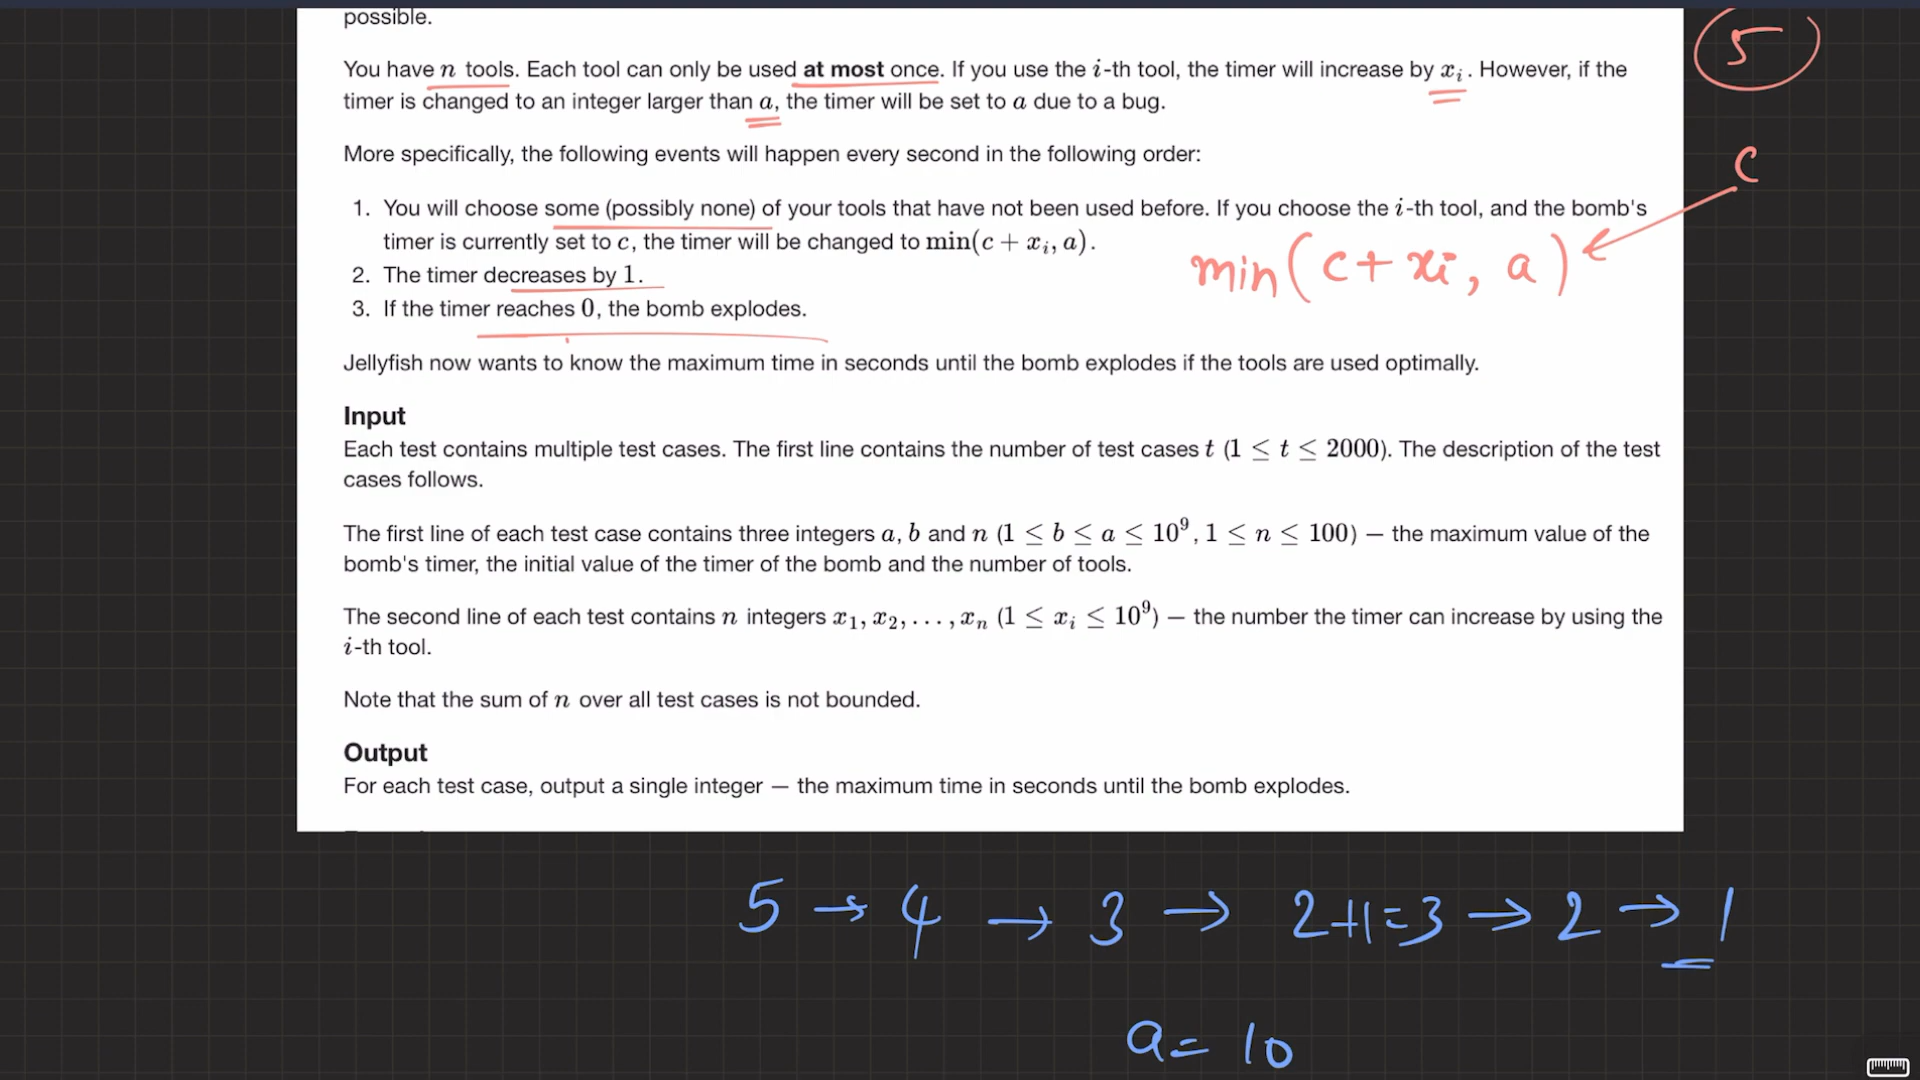 possible.
5
You have n tools. Each tool can only be used at most once. If you use the i-th tool, the timer will increase by xᵢ. However, if the
timer is changed to an integer larger than a, the timer will be set to a due to a bug.
More specifically, the following events will happen every second in the following order:
c
1. You will choose some (possibly none) of your tools that have not been used before. If you choose the i-th tool, and the bomb's
timer is currently set to c, the timer will be changed to min(c + xᵢ, a).
min(c+xi, a)
2. The timer decreases by 1.
3. If the timer reaches 0, the bomb explodes.
Jellyfish now wants to know the maximum time in seconds until the bomb explodes if the tools are used optimally.
Input
Each test contains multiple test cases. The first line contains the number of test cases t (1 ≤ t ≤ 2000). The description of the test
cases follows.
The first line of each test case contains three integers a, b and n (1 ≤ b ≤ a ≤ 10⁹, 1 ≤ n ≤ 100) — the maximum value of the
bomb's timer, the initial value of the timer of the bomb and the number of tools.
The second line of each test contains n integers x₁, x₂, . . . , xₙ (1 ≤ xᵢ ≤ 10⁹) — the number the timer can increase by using the
i-th tool.
Note that the sum of n over all test cases is not bounded.
Output
For each test case, output a single integer — the maximum time in seconds until the bomb explodes.
5 → 4 → 3 → 2+1=3 → 2 → 1
a= 10